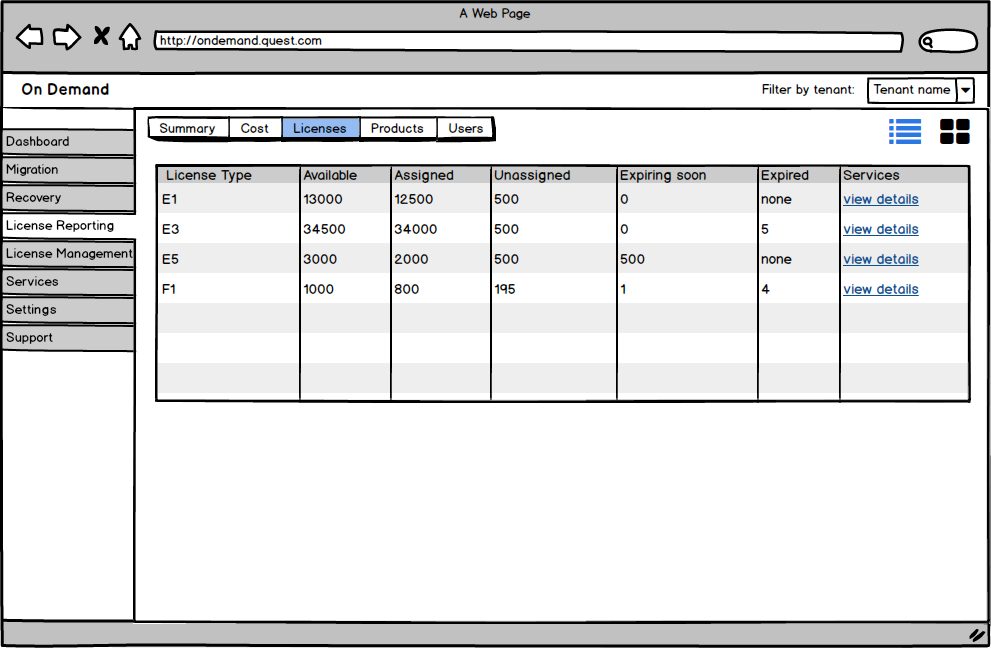 A Web Page
http://ondemand.quest.com
On Demand
Filter by tenant: Tenant name
Summary Cost Licenses Products Users
Dashboard
Migration
Recovery
License Reporting
License Management
Services
Settings
Support
License Type Available Assigned Unassigned Expiring soon Expired Services
E1 13000 12500 500 0 none view details
E3 34500 34000 500 0 5 view details
E5 3000 2000 500 500 none view details
F1 1000 800 195 1 4 view details